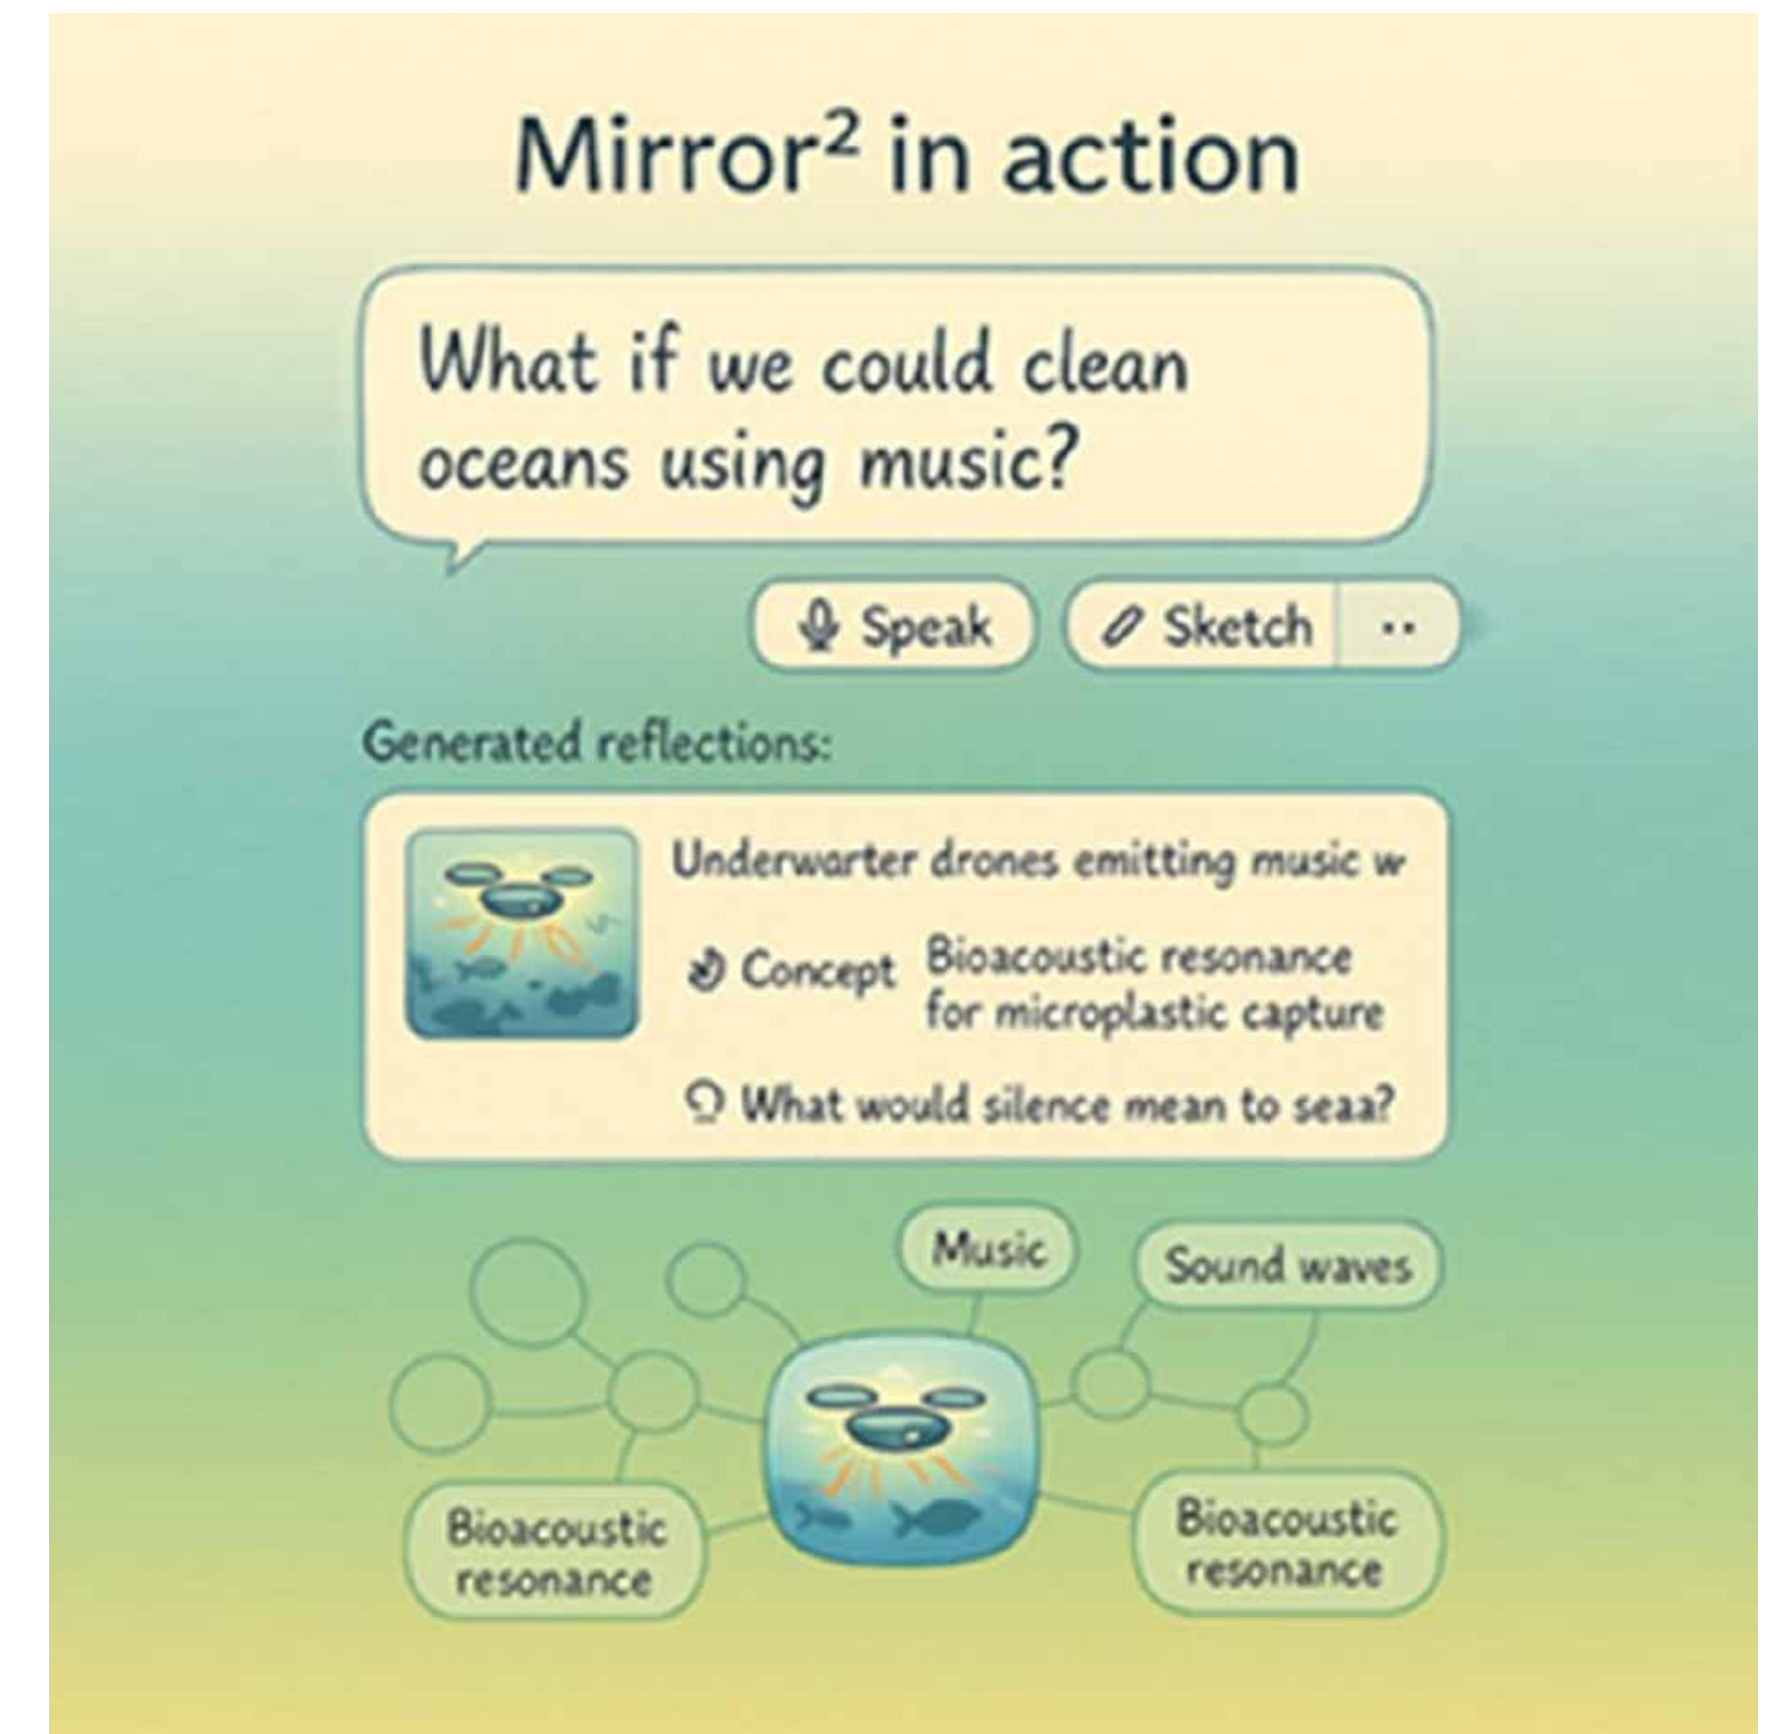 Mirror² in action
What if we could clean
oceans using music?
Speak
Sketch
..
Generated reflections:
Underwarter drones emitting music w
Concept
Bioacoustic resonance
for microplastic capture
What would silence mean to seaa?
Music
Sound waves
Bioacoustic
resonance
Bioacoustic
resonance